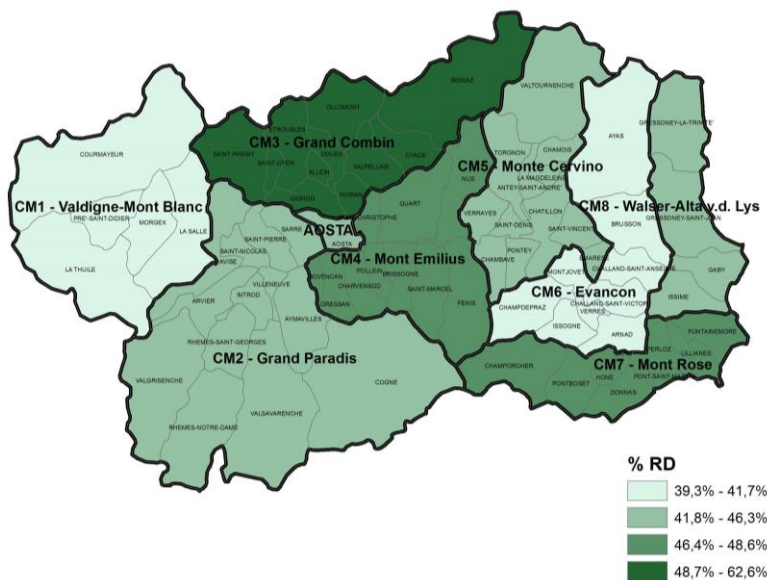 BIONAZ
OLLOMONT
VALTOURNENCHE
ETROUBLES
CM3 - Grand Combin
SAINT-RHEMY
SAINT-OYEN
DOUES
ALLEIN
VALPELLINE
OYACE
GIGNOD
ROISAN
GRESSONEY-LA-TRINITE'
AYAS
TORGNON
CHAMOIS
CM5 - Monte Cervino
LA MAGDELEINE
ANTEY-SAINT-ANDRE'
NUS
COURMAYEUR
CM1 - Valdigne-Mont Blanc
PRE'-SAINT-DIDIER
MORGEX
LA SALLE
LA THUILE
QUART
CHRISTOPHE
VERRAYES
CHATILLON
SAINT-DENIS
SAINT-VINCENT
CM8 - Walser-Alta v.d. Lys
GRESSONEY-SAINT-JEAN
BRUSSON
SARRE
AOSTA
AOSTA
SAINT-PIERRE
SAINT-NICOLAS
AVISE
CM4 - Mont Emilius
POLLEIN
BRISSOGNE
CHARVENSOD
SAINT-MARCEL
GRESSAN
FENIS
PONTEY
CHAMBAVE
EMARESE
MONTJOVET
CHALLAND-SAINT-ANSELME
CM6 - Evancon
CHAMPDEPRAZ
CHALLAND-SAINT-VICTOR
VERRES
ISSOGNE
ARNAD
GABY
ISSIME
ARVIER
VILLENEUVE
INTROD
AYMAVILLES
RHEMES-SAINT-GEORGES
CM2 - Grand Paradis
VALGRISENCHE
COGNE
VALSAVARENCHE
RHEMES-NOTRE-DAME
FONTAINEMORE
PERLOZ
LILLIANES
CHAMPORCHER
CM7 - Mont Rose
PONTBOSET
HONE
DONNAS
% RD
39,3% - 41,7%
41,8% - 46,3%
46,4% - 48,6%
48,7% - 62,6%